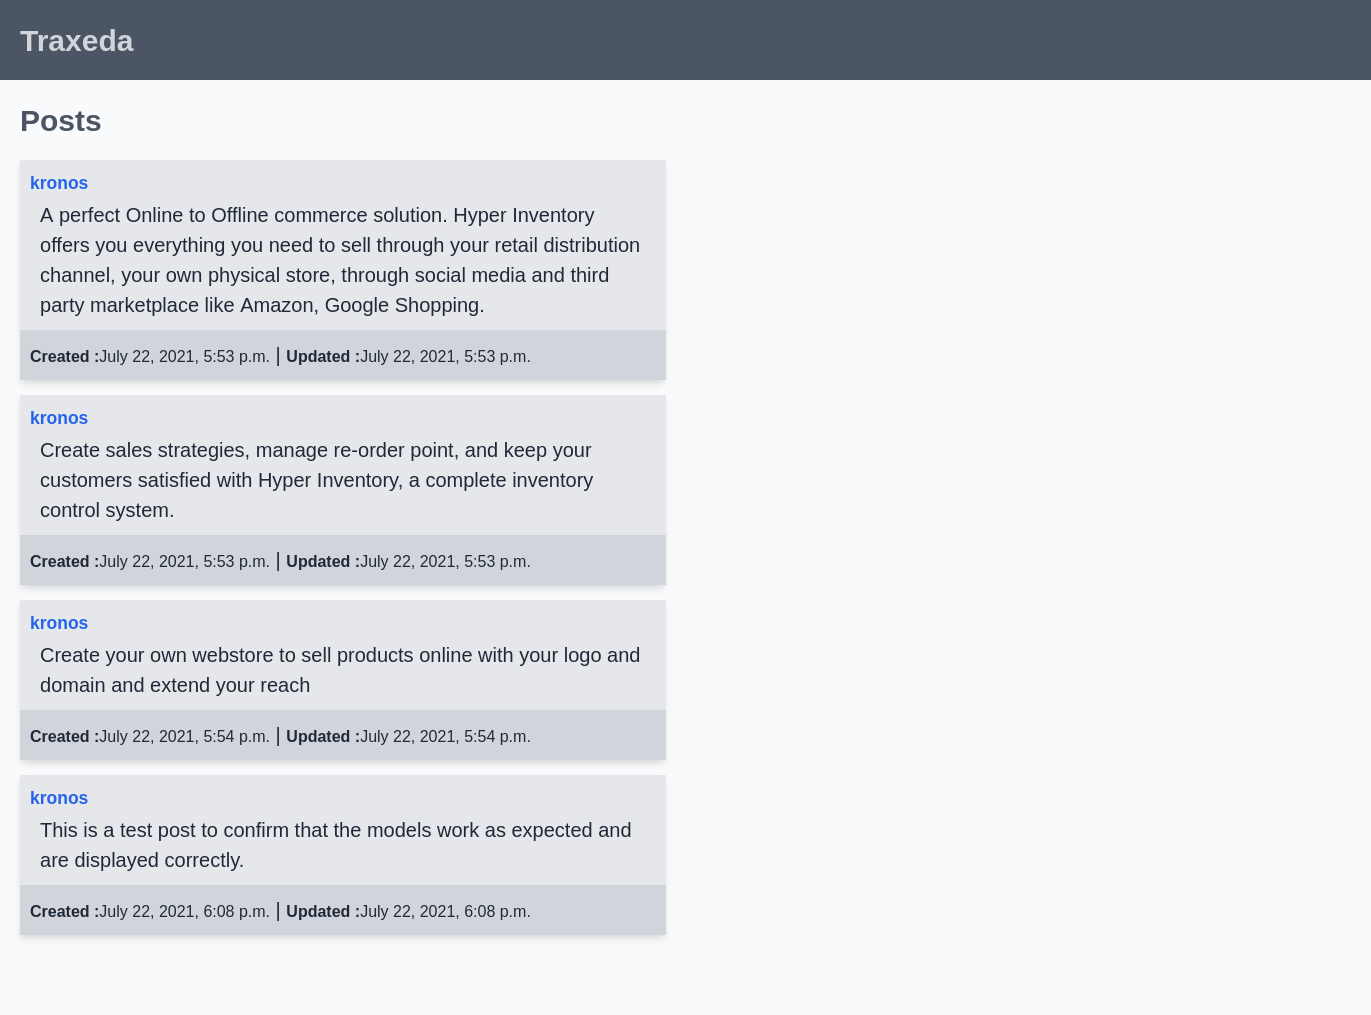 Traxeda
Posts
kronos
A perfect Online to Offline commerce solution. Hyper Inventory
offers you everything you need to sell through your retail distribution
channel, your own physical store, through social media and third
party marketplace like Amazon, Google Shopping.
Created :July 22, 2021, 5:53 p.m. | Updated :July 22, 2021, 5:53 p.m.
kronos
Create sales strategies, manage re-order point, and keep your
customers satisfied with Hyper Inventory, a complete inventory
control system.
Created :July 22, 2021, 5:53 p.m. | Updated :July 22, 2021, 5:53 p.m.
kronos
Create your own webstore to sell products online with your logo and
domain and extend your reach
Created :July 22, 2021, 5:54 p.m. | Updated :July 22, 2021, 5:54 p.m.
kronos
This is a test post to confirm that the models work as expected and
are displayed correctly.
Created :July 22, 2021, 6:08 p.m. | Updated :July 22, 2021, 6:08 p.m.